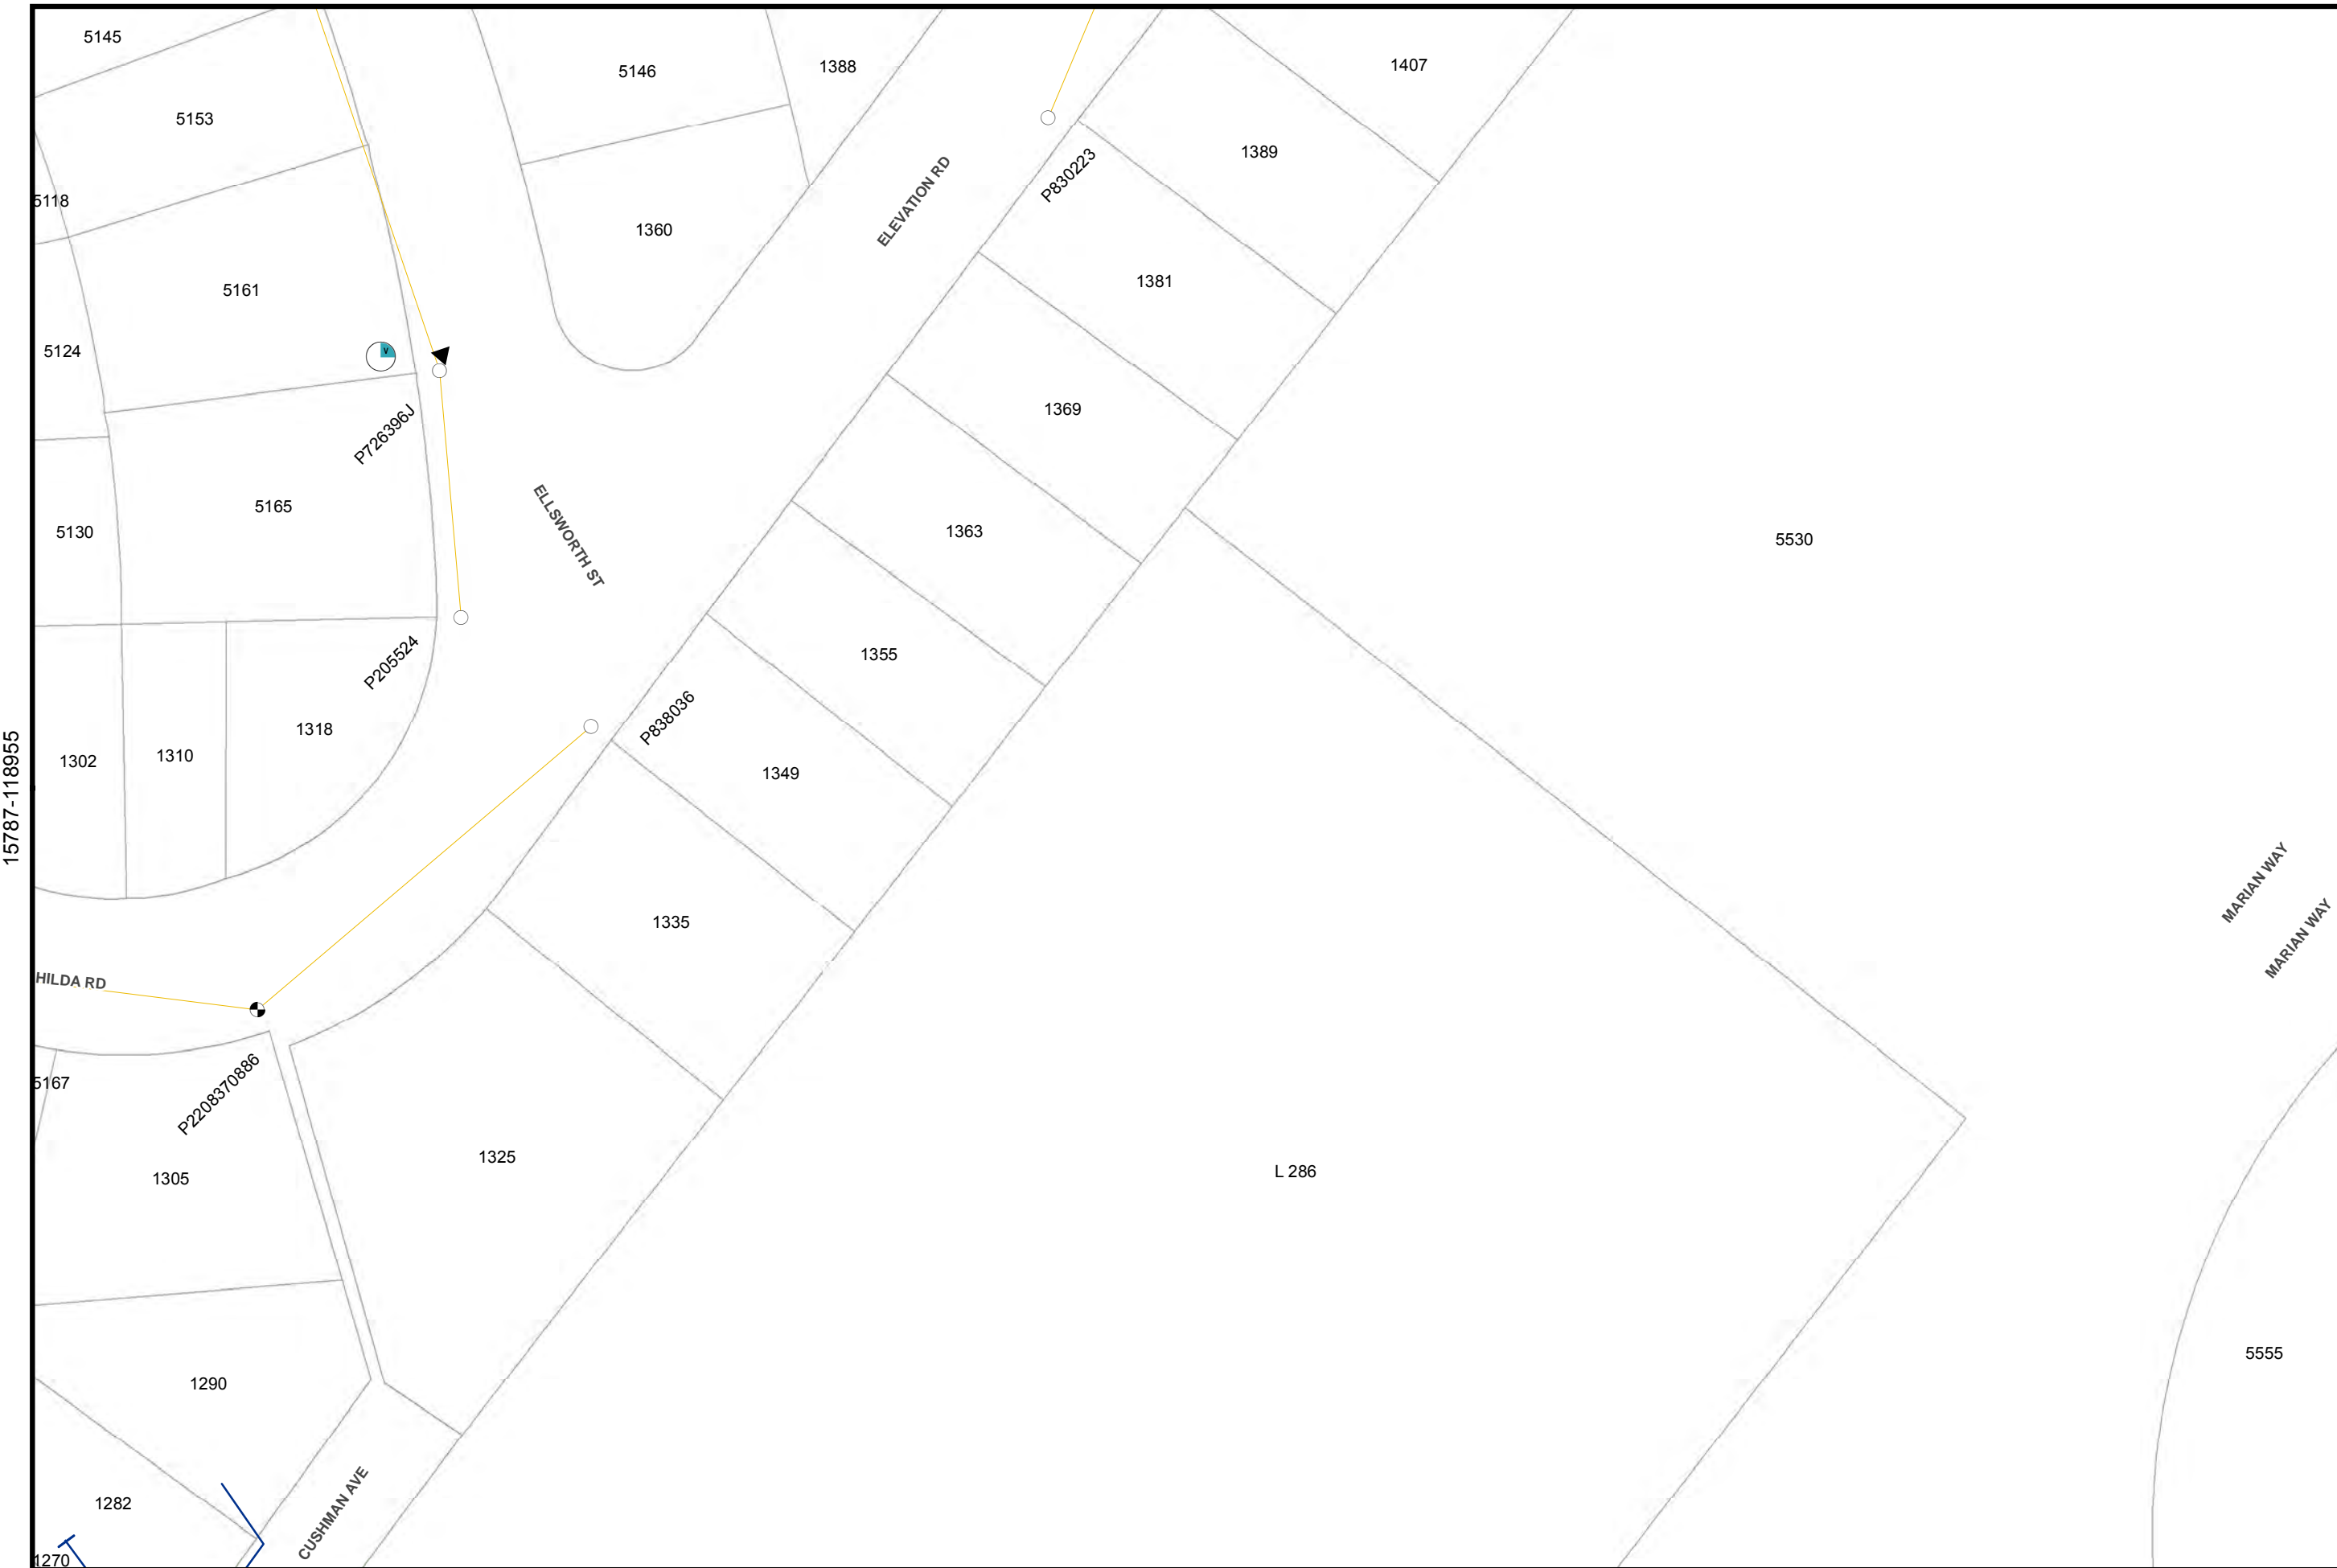 5145
5146
1388
1407
5153
1389
P830223
5118
ELEVATION RD
1360
5161
1381
V
5124
1369
P726396J
5165
ELLSWORTH ST
5130
1363
5530
P205524
1355
P838036
1318
1310
1302
1349
15787-118955
MARIAN WAY
MARIAN WAY
1335
HILDA RD
5167
P2208370886
1325
1305
L 286
5555
1290
1282
CUSHMAN AVE
1270